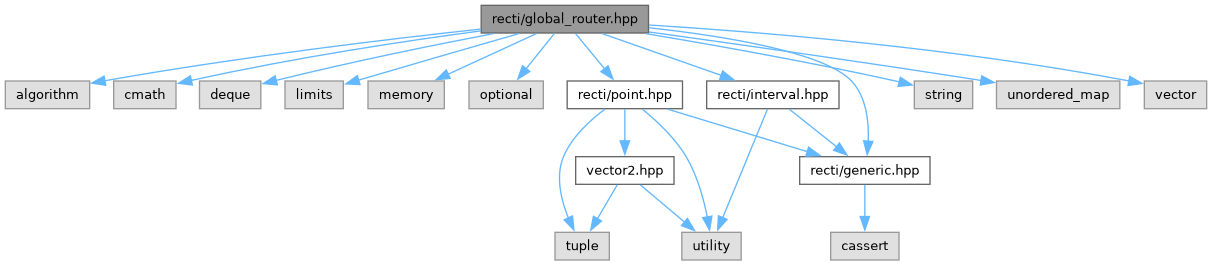 recti/global_router.hpp
algorithm
cmath
deque
limits
memory
optional
recti/point.hpp
recti/interval.hpp
string
unordered_map
vector
vector2.hpp
recti/generic.hpp
tuple
utility
cassert